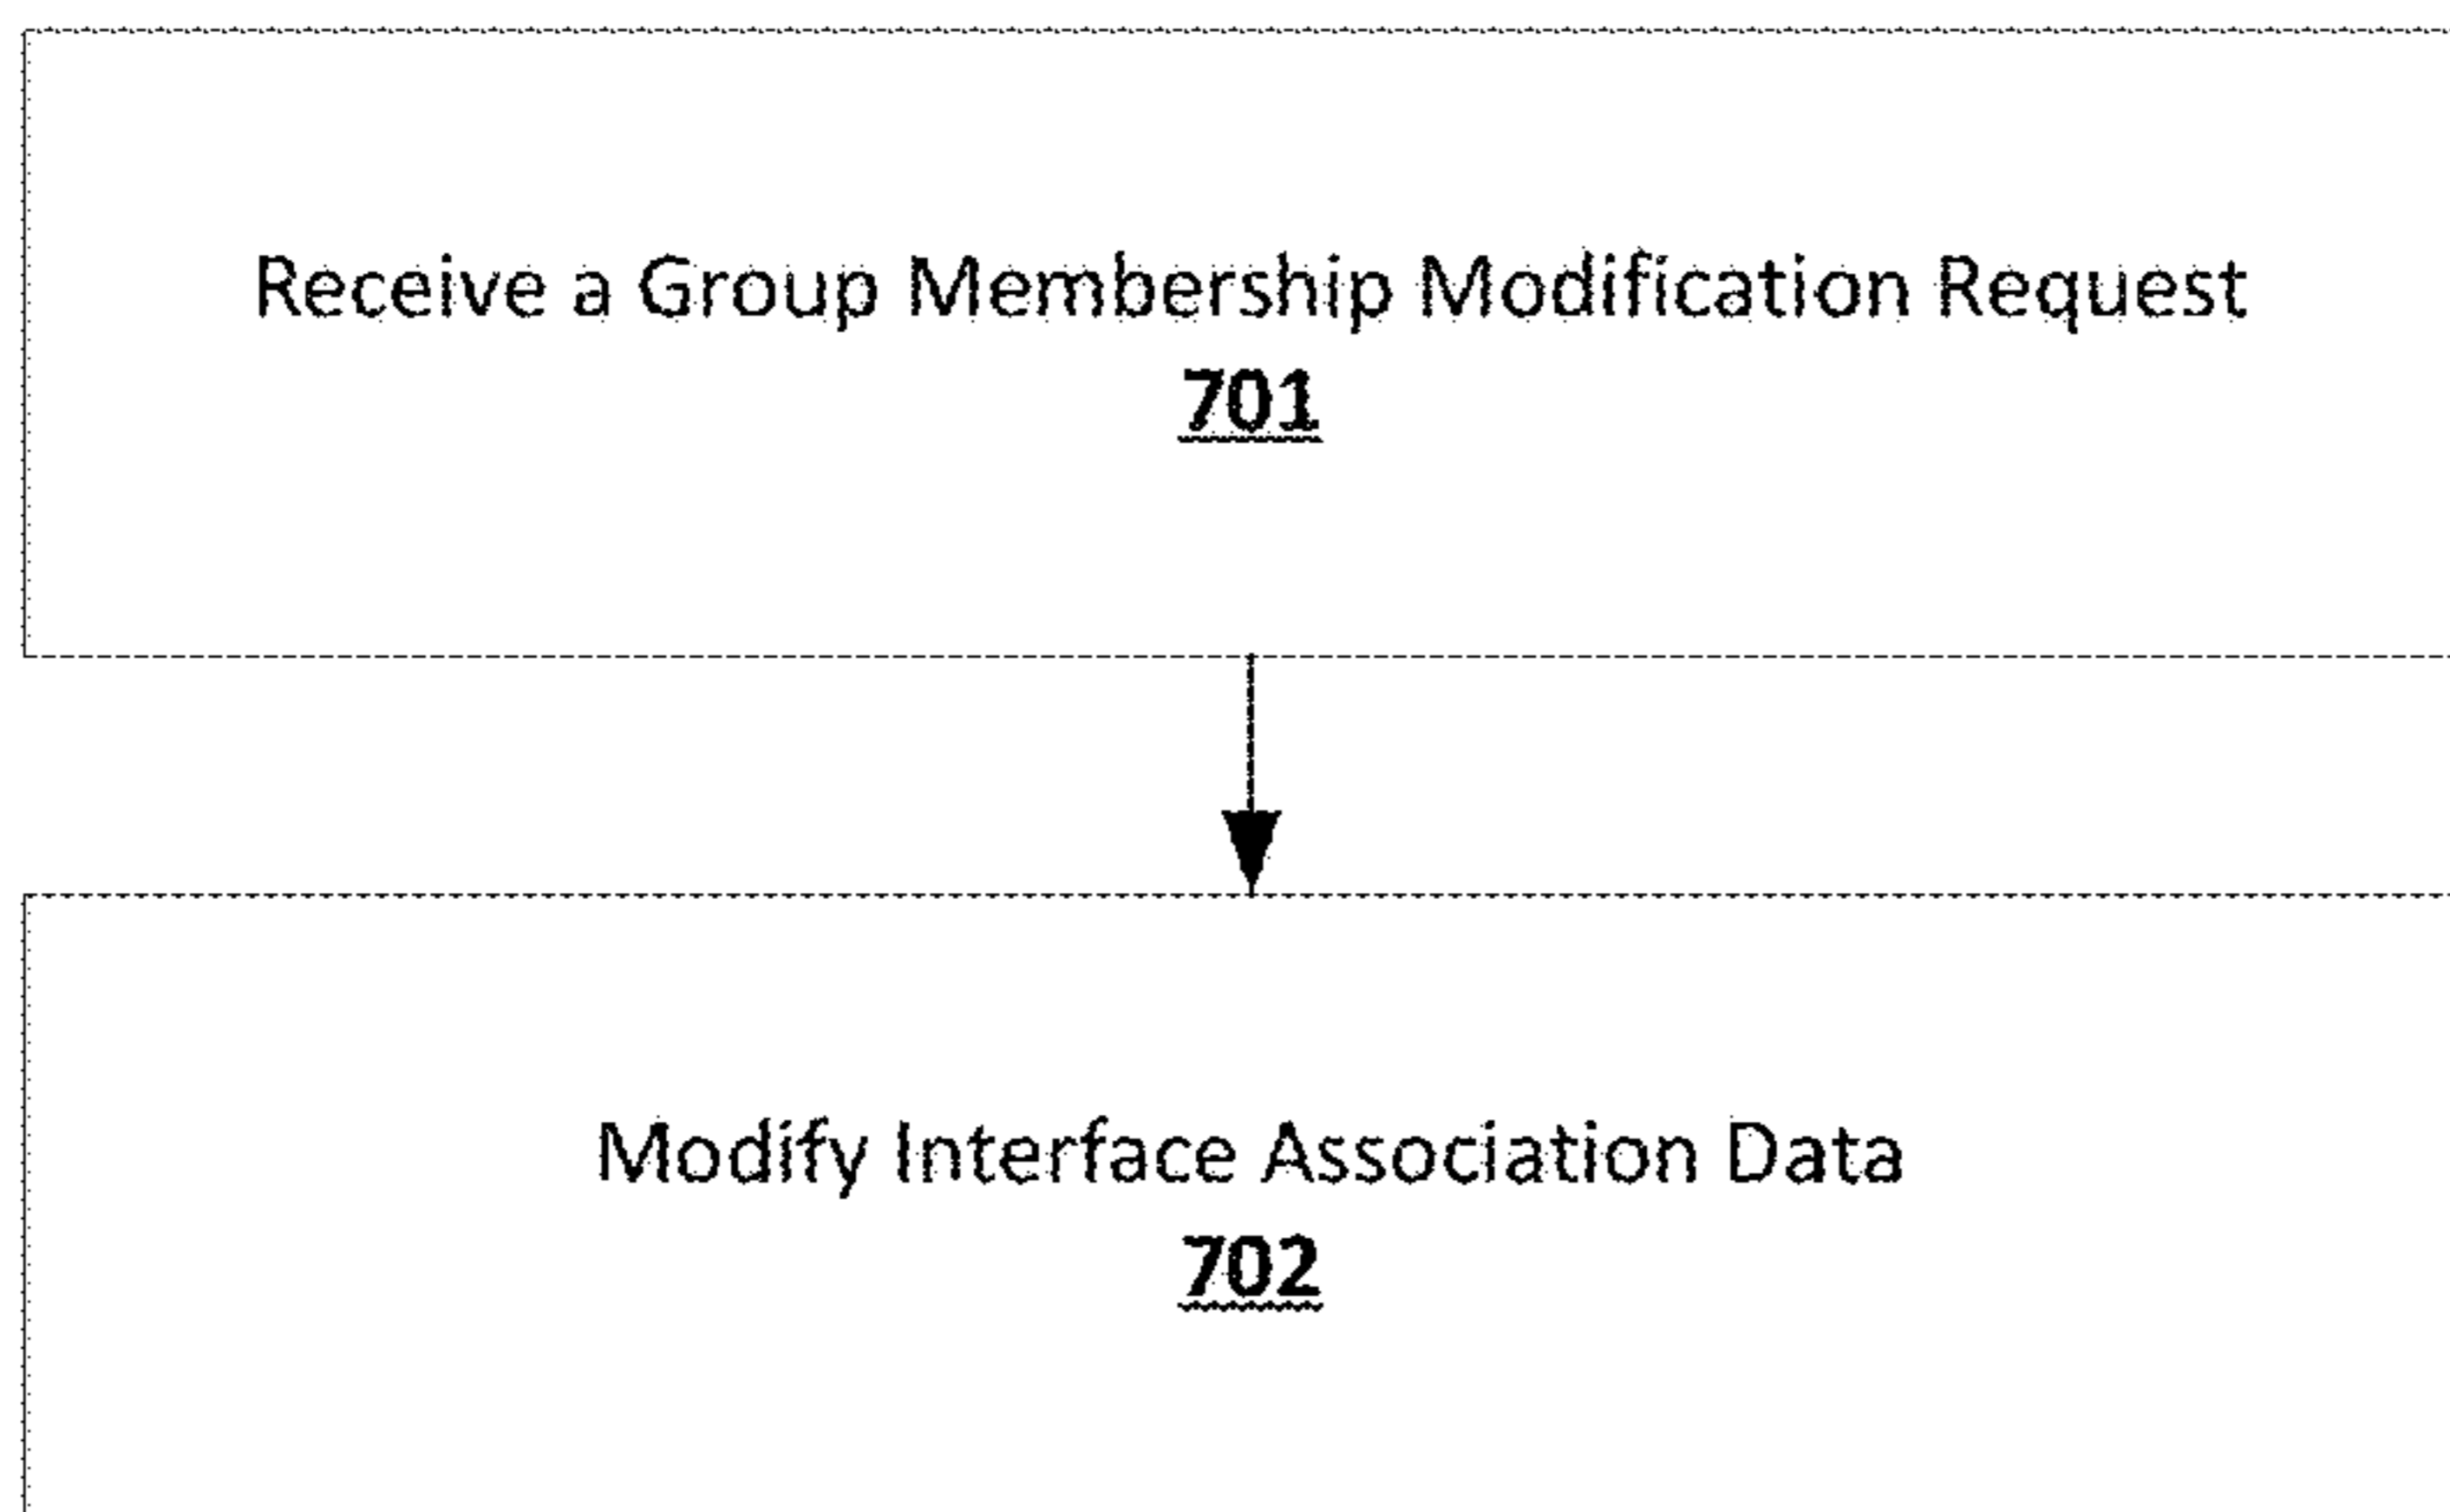 Receive a Group Membership Modification Request
701
Modify Interface Association Data
702